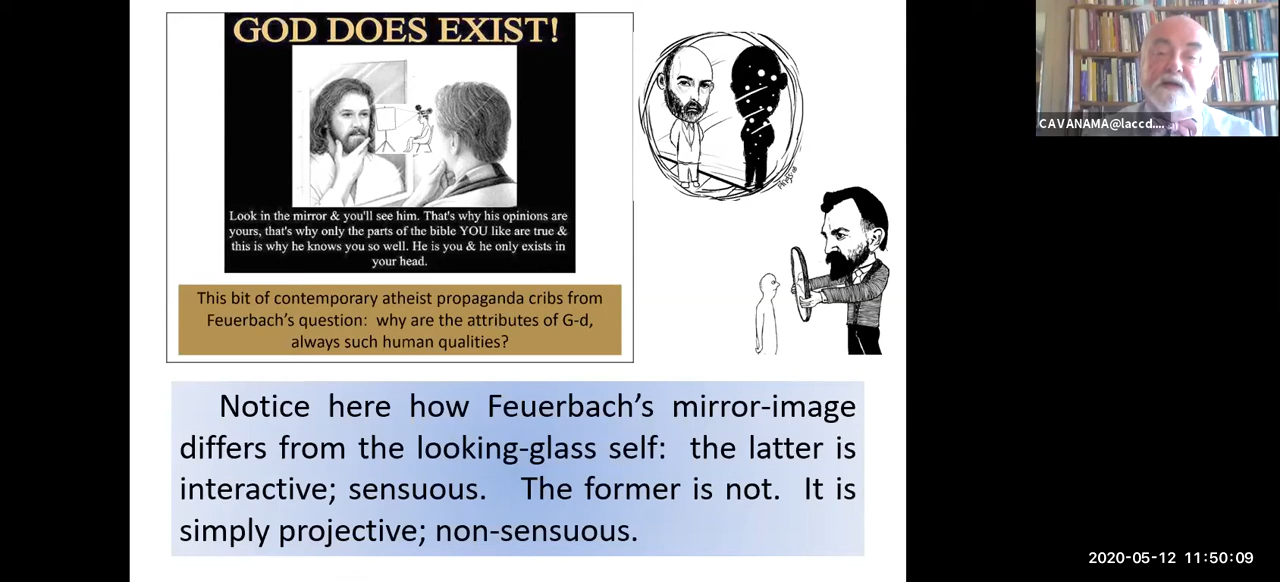 GOD DOES EXIST!
Look in the mirror & you'll see him. That's why his opinions are
yours, that's why only the parts of the bible YOU like are true &
this is why he knows you so well. He is you & he only exists in
your head.
This bit of contemporary atheist propaganda cribs from
Feuerbach's question: why are the attributes of G-d,
always such human qualities?
Notice here how Feuerbach's mirror-image
differs from the looking-glass self: the latter is
interactive; sensuous. The former is not. It is
simply projective; non-sensuous.
CAVANAMA@laccd....
2020-05-12 11:50:09